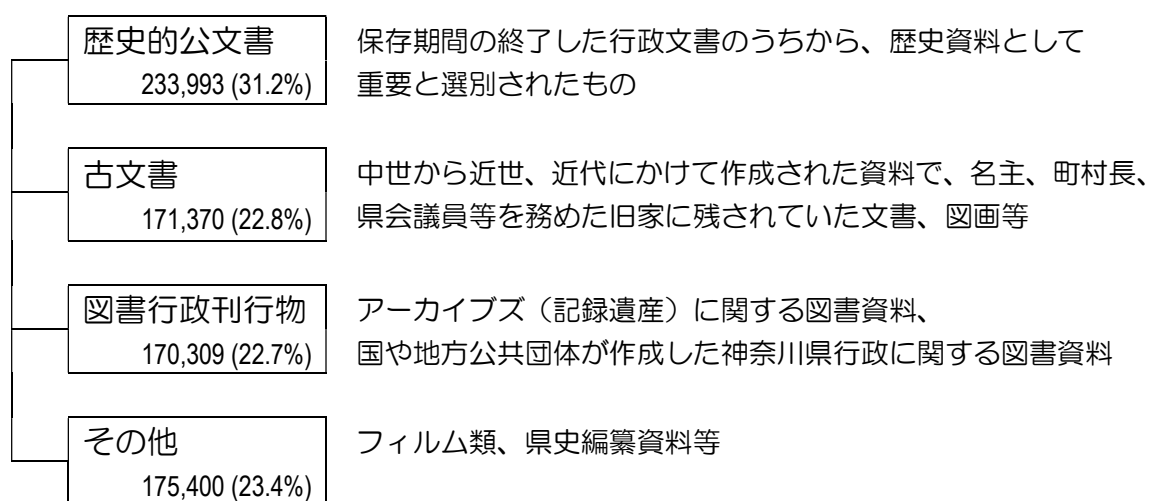 歴史的公文書
233,993 (31.2%)
保存期間の終了した行政文書のうちから、歴史資料として
重要と選別されたもの
古文書
171,370 (22.8%)
中世から近世、近代にかけて作成された資料で、名主、町村長、
県会議員等を務めた旧家に残されていた文書、図画等
図書行政刊行物
170,309 (22.7%)
アーカイブズ（記録遺産）に関する図書資料、
国や地方公共団体が作成した神奈川県行政に関する図書資料
その他
175,400 (23.4%)
フィルム類、県史編纂資料等